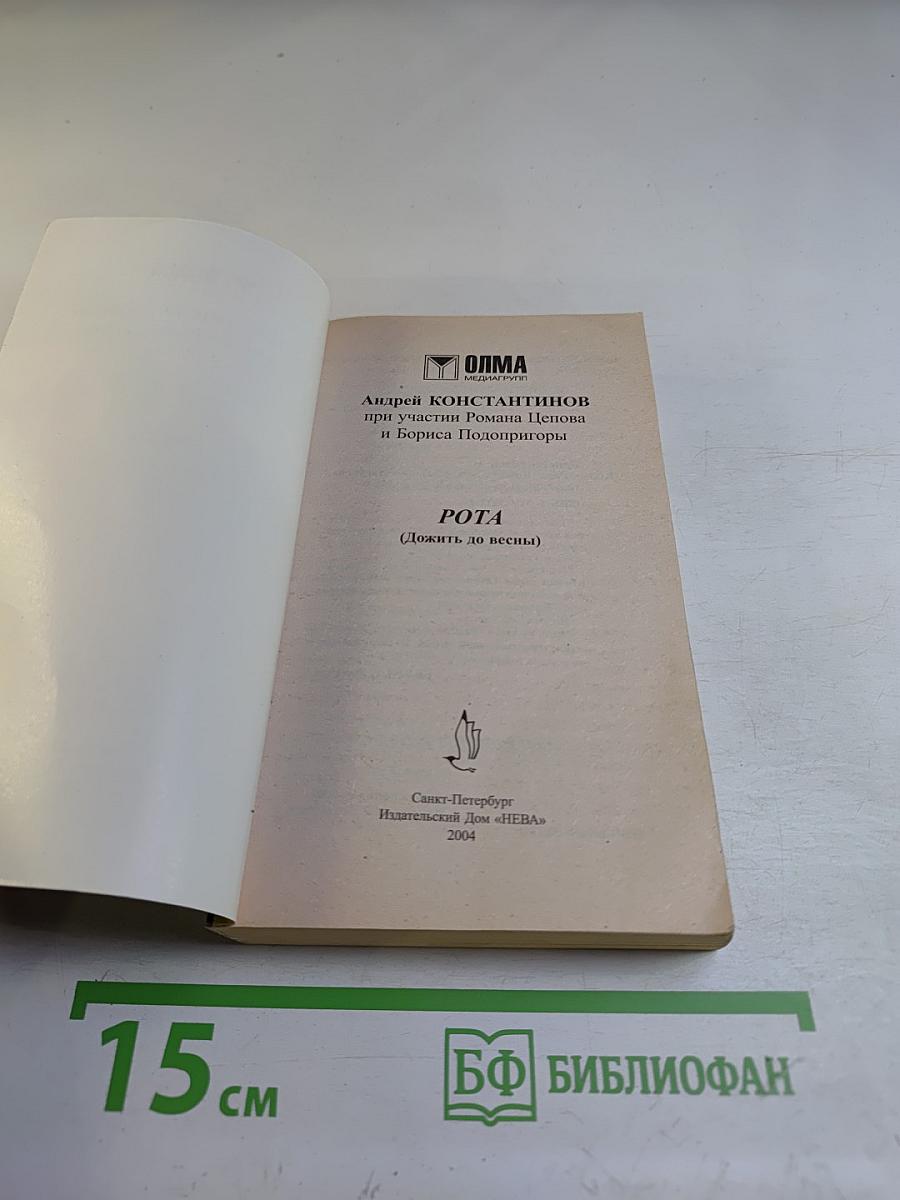 ОЛМА
МЕДИАГРУПП
Андрей КОНСТАНТИНОВ
при участии Романа Цепова
и Бориса Подопригоры
РОТА
(Дожить до весны)
Санкт-Петербург
Издательский Дом «НЕВА»
2004
15 см
БФ БИБЛИОФАН